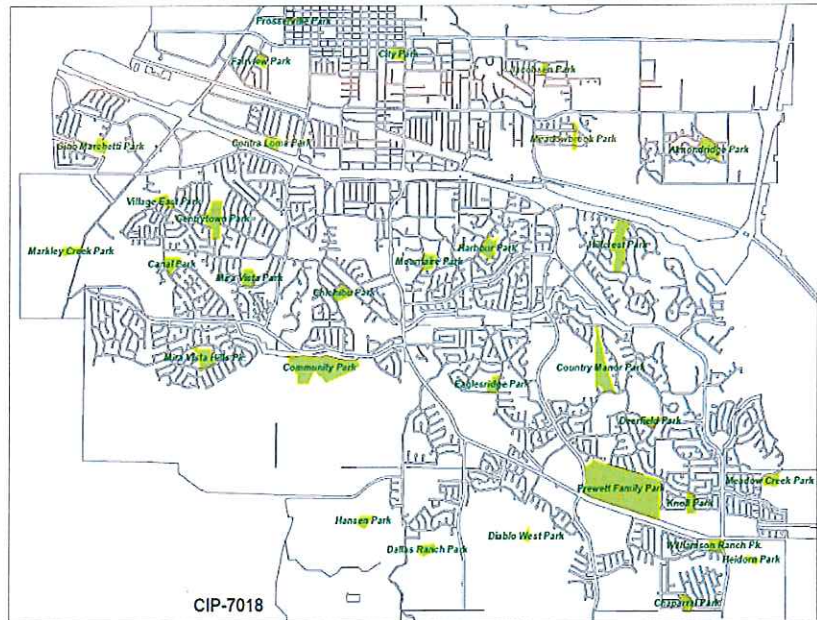 Prosserville Park
City Park
Fairview Park
Jacobsen Park
Gino Marchetti Park
Contra Loma Park
Meadowbrook Park
Almondridge Park
Village East Park
Gentrytown Park
Markley Creek Park
Canal Park
Mira Vista Park
Chichibu Park
Mountaire Park
Harbour Park
Hillcrest Park
Mira Vista Hills Pk.
Community Park
Eaglesridge Park
Country Manor Park
Deerfield Park
Prewett Family Park
Knoll Park
Meadow Creek Park
Hansen Park
Dallas Ranch Park
Diablo West Park
Williamson Ranch Pk.
Heidorn Park
Chaparral Park
CIP-7018